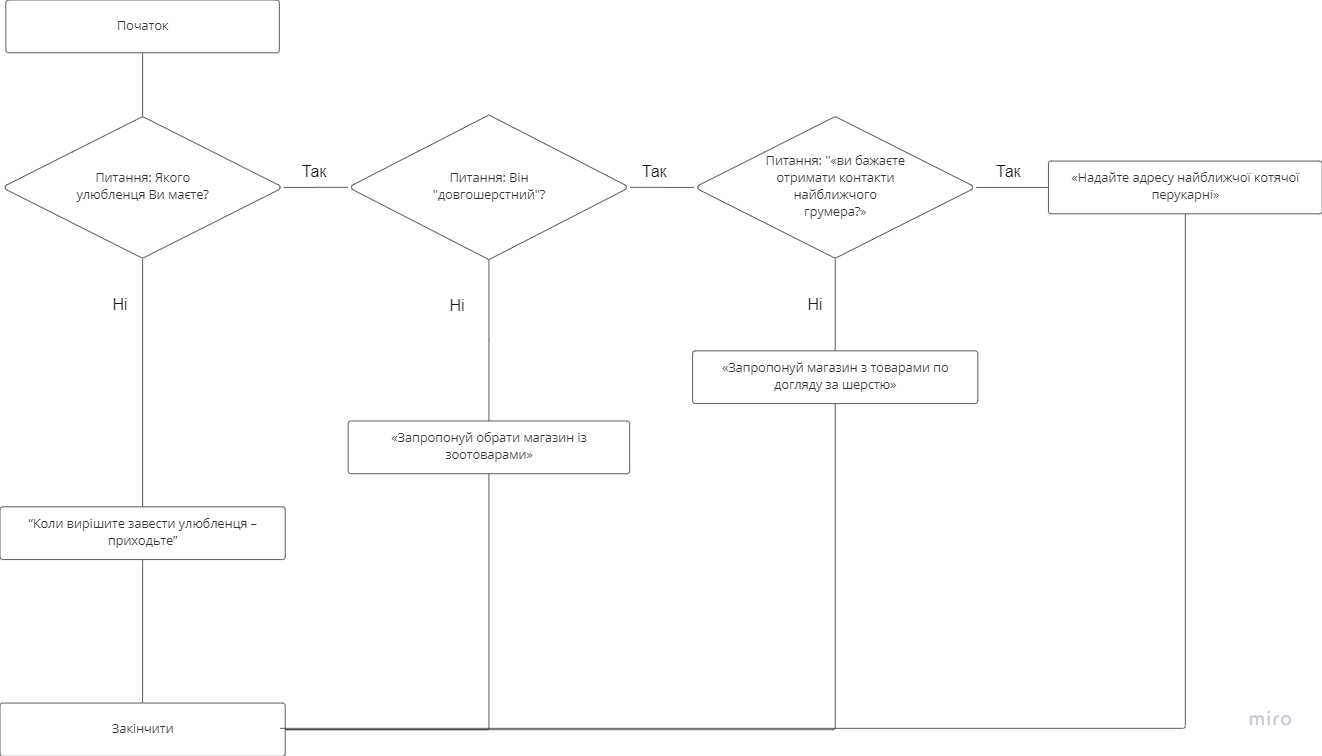 Початок
Питання: Якого
улюбленця Ви маєте?
Так
Питання: Він
"довгошерстний"?
Так
Питання: "«ви бажаєте
отримати контакти
найближчого
грумера?»
Так
«Надайте адресу найближчої котячої
перукарні»
Ні
Ні
Ні
«Запропонуй магазин з товарами по
догляду за шерстю»
«Запропонуй обрати магазин із
зоотоварами»
“Коли вирішите завести улюбленця –
приходьте”
Закінчити
miro